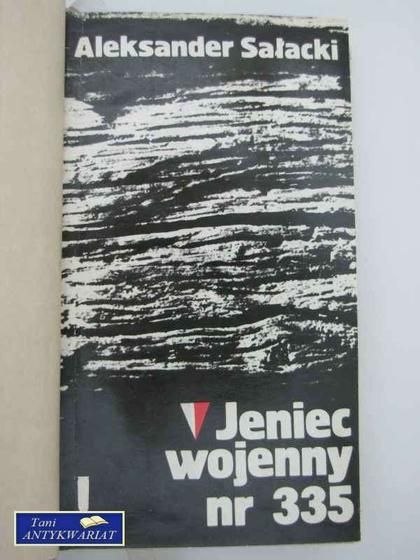 Aleksander Sałacki
Jeniec
wojenny
nr 335
Tani
ANTYKWARIAT